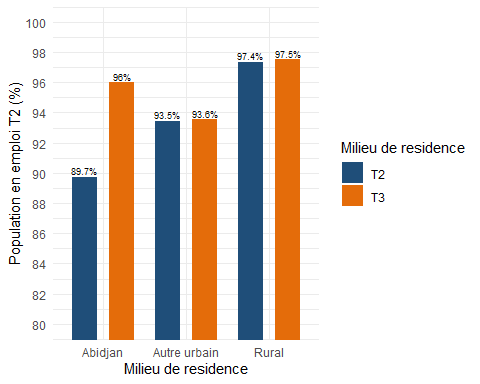 Population en emploi T2 (%)
100
98
96
94
92
90
88
86
84
82
80
89.7%
96%
93.5%
93.6%
97.4%
97.5%
Abidjan
Autre urbain
Rural
Milieu de residence
Milieu de residence
T2
T3